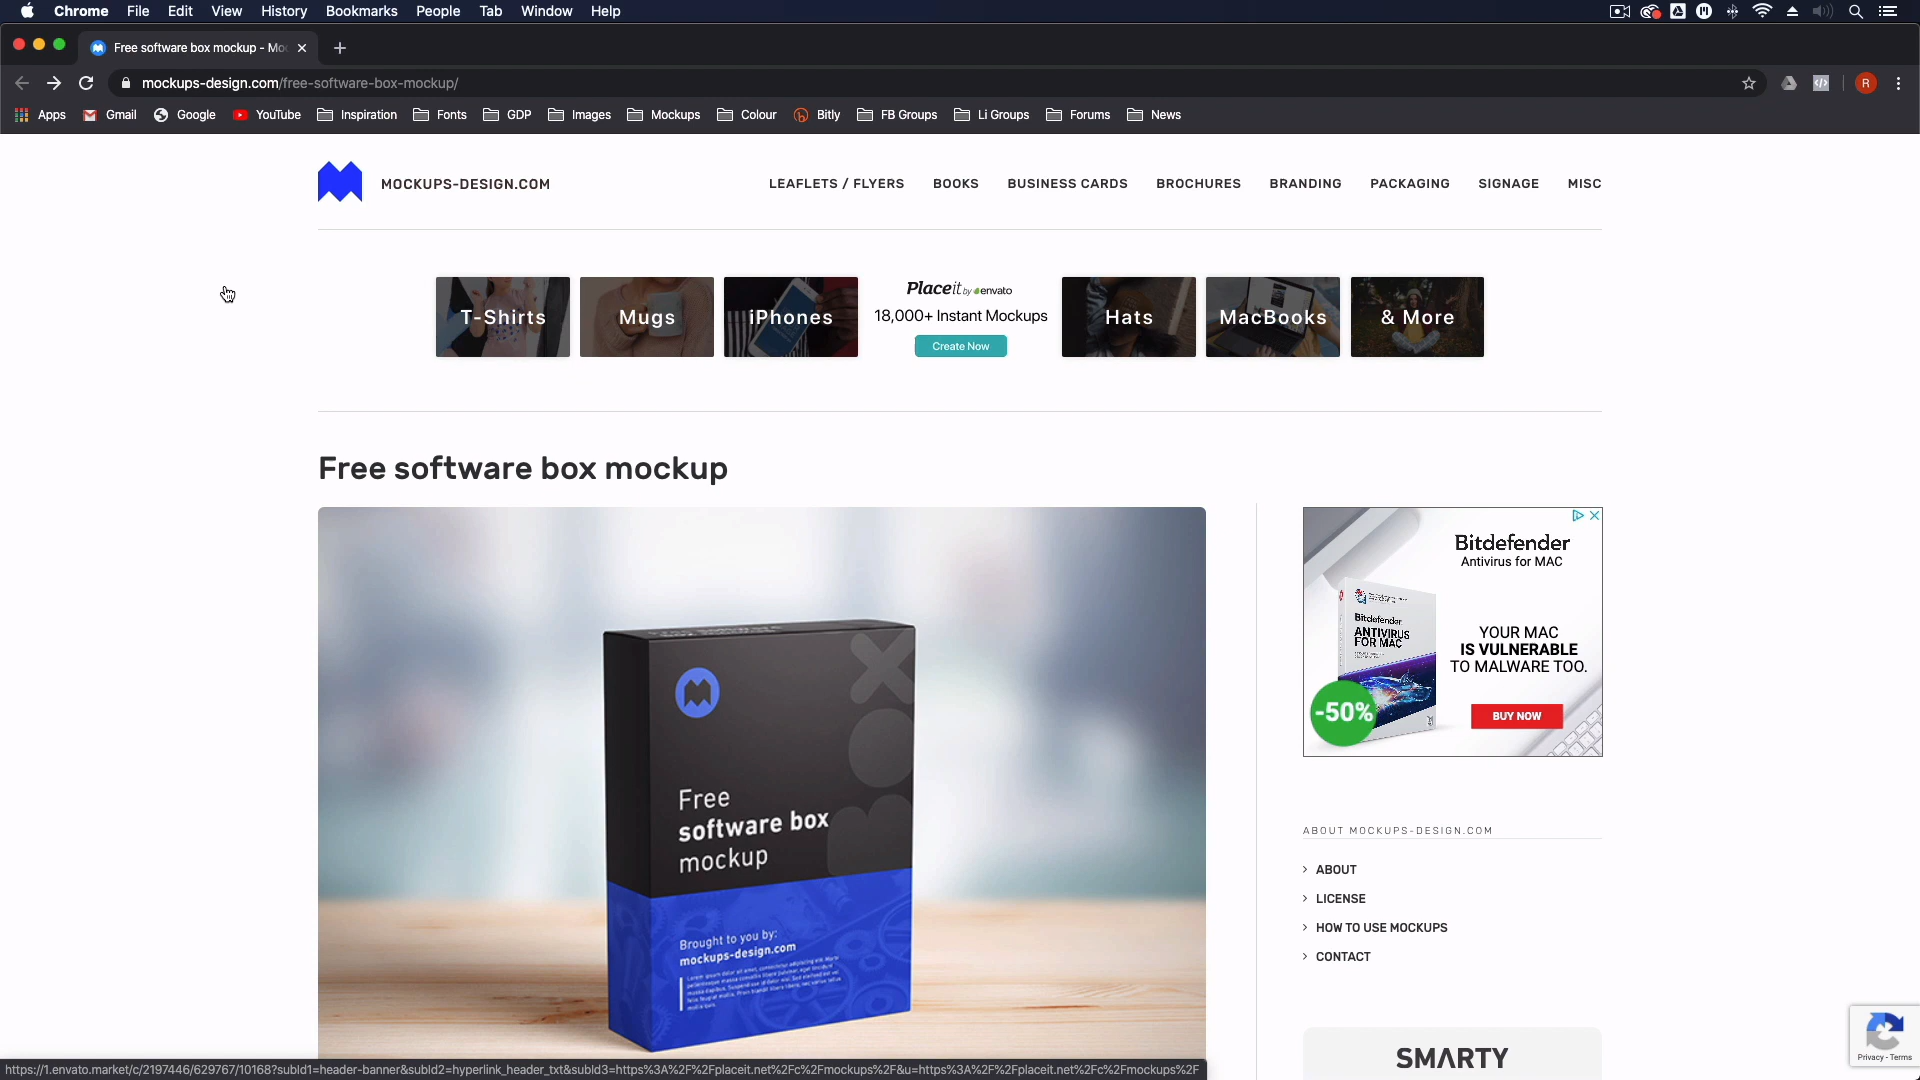 Chrome File Edit View History Bookmarks People Tab Window Help
Free software box mockup - Mo
mockups-design.com/free-software-box-mockup/
R
Apps Gmail Google YouTube Inspiration Fonts GDP Images Mockups Colour Bitly FB Groups Li Groups Forums News
MOCKUPS-DESIGN.COM
LEAFLETS / FLYERS BOOKS BUSINESS CARDS BROCHURES BRANDING PACKAGING SIGNAGE MISC
T-Shirts
Mugs
iPhones
Placeit by envato
18,000+ Instant Mockups
Create Now
Hats
MacBooks
& More
Free software box mockup
Free
software box
mockup
BOX
Brought to you by:
mockups-design.com
Bitdefender
Antivirus for MAC
Bitdefender
ANTIVIRUS
FOR MAC
YOUR MAC
IS VULNERABLE
TO MALWARE TOO.
-50%
BUY NOW
ABOUT MOCKUPS-DESIGN.COM
> ABOUT
> LICENSE
> HOW TO USE MOCKUPS
> CONTACT
SMARTY
Privacy - Terms
https://1.envato.market/c/2197446/629767/10168?subId1=header-banner&subId2=hyperlink_header_txt&subId3=https%3A%2F%2Fplaceit.net%2Fc%2Fmockups%2F&u=https%3A%2F%2Fplaceit.net%2Fc%2Fmockups%2F